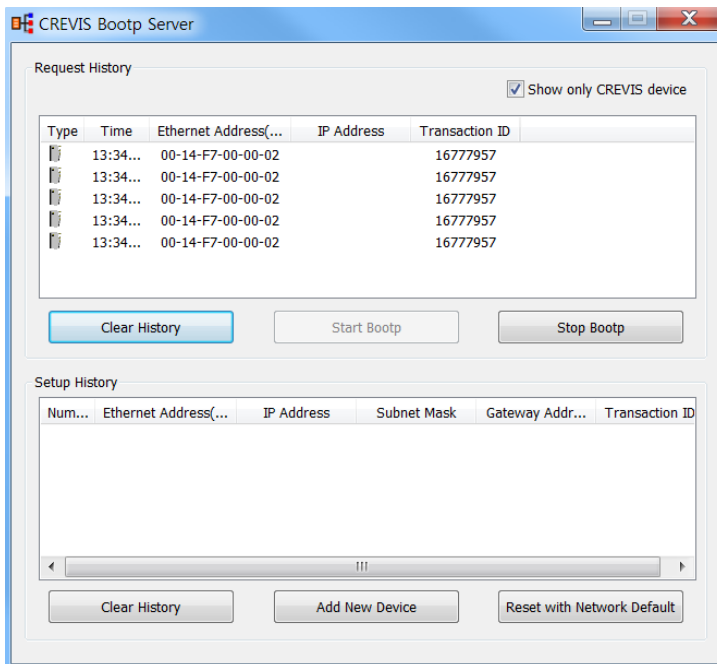 CREVIS Bootp Server
Request History
Show only CREVIS device
Type Time Ethernet Address(... IP Address Transaction ID
13:34... 00-14-F7-00-00-02 16777957
13:34... 00-14-F7-00-00-02 16777957
13:34... 00-14-F7-00-00-02 16777957
13:34... 00-14-F7-00-00-02 16777957
13:34... 00-14-F7-00-00-02 16777957
Clear History Start Bootp Stop Bootp
Setup History
Num... Ethernet Address(... IP Address Subnet Mask Gateway Addr... Transaction ID
Clear History Add New Device Reset with Network Default